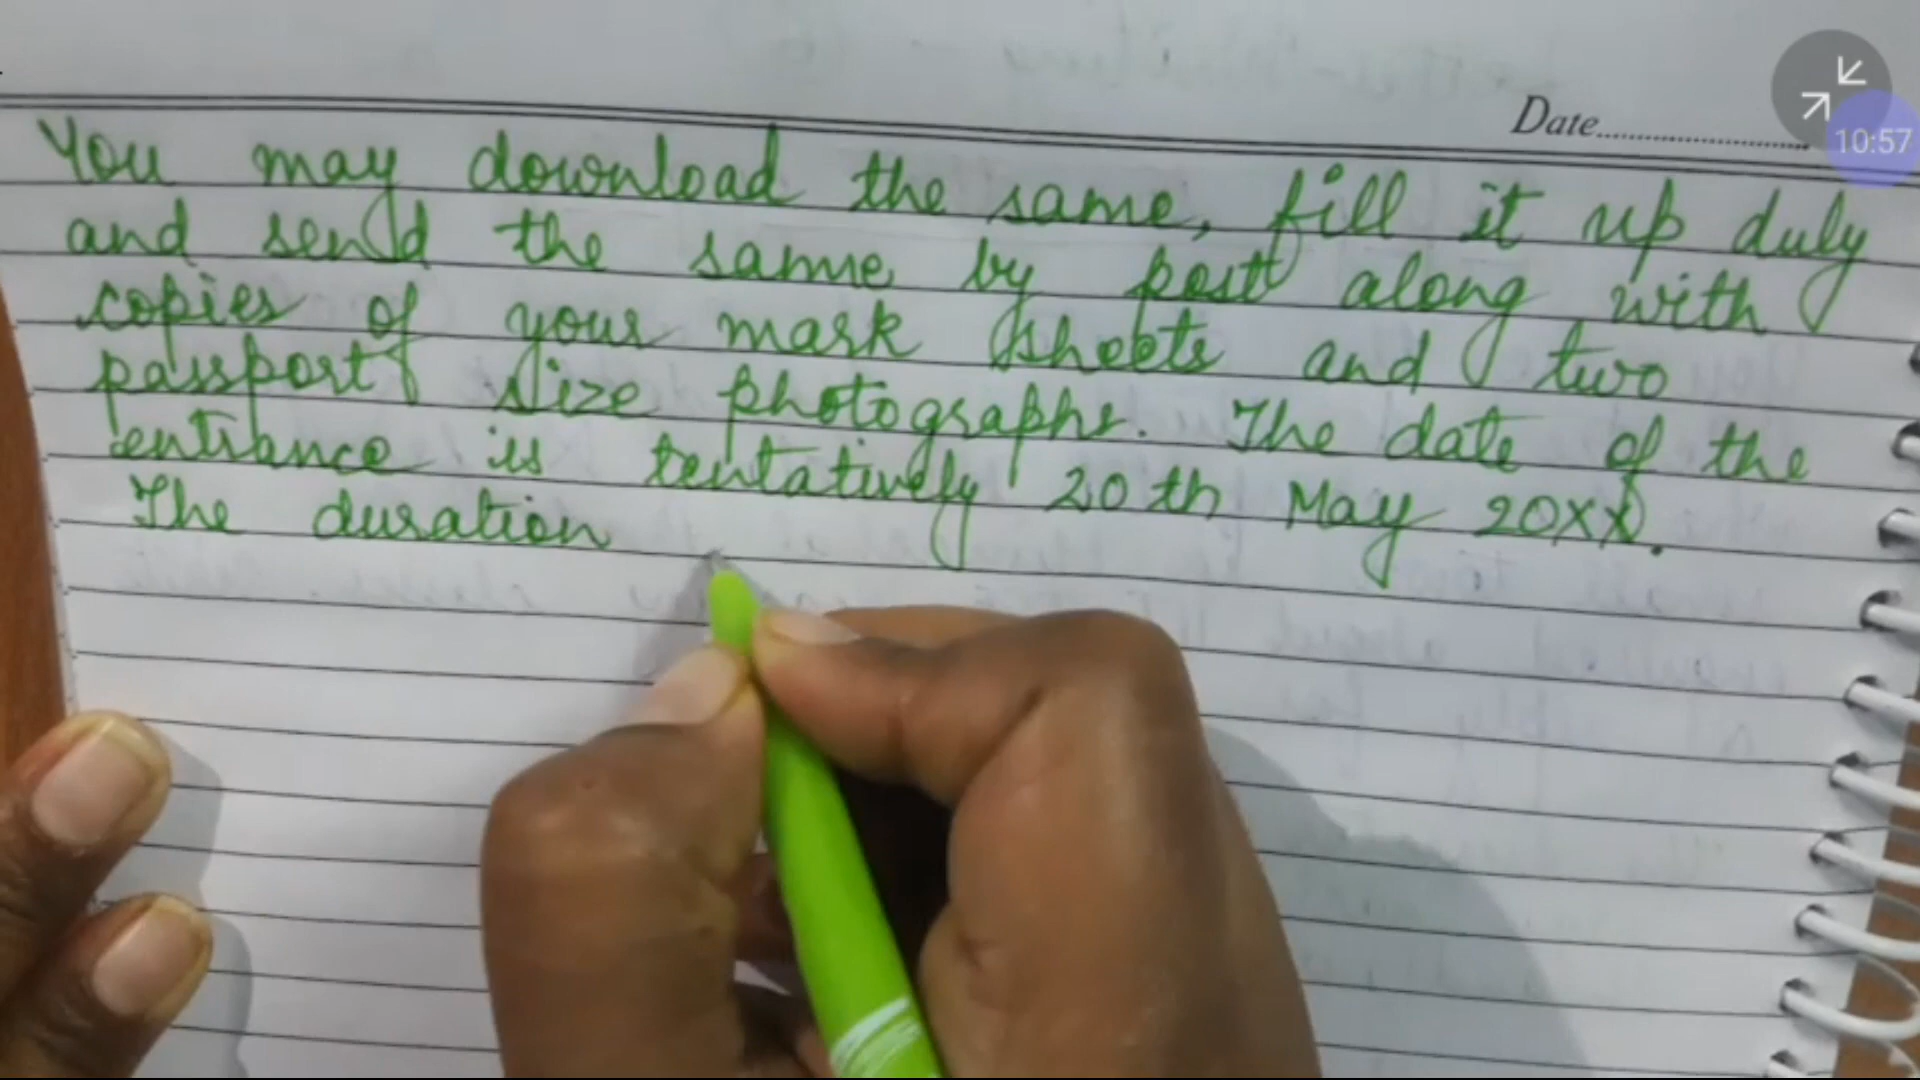 Date
10:57
You may download the same, fill it up duly
and send the same by post along with
copies of your mark sheets and two
passport size photographs. The date of the
entrance is tentatively 20th May 20XX.
The duration